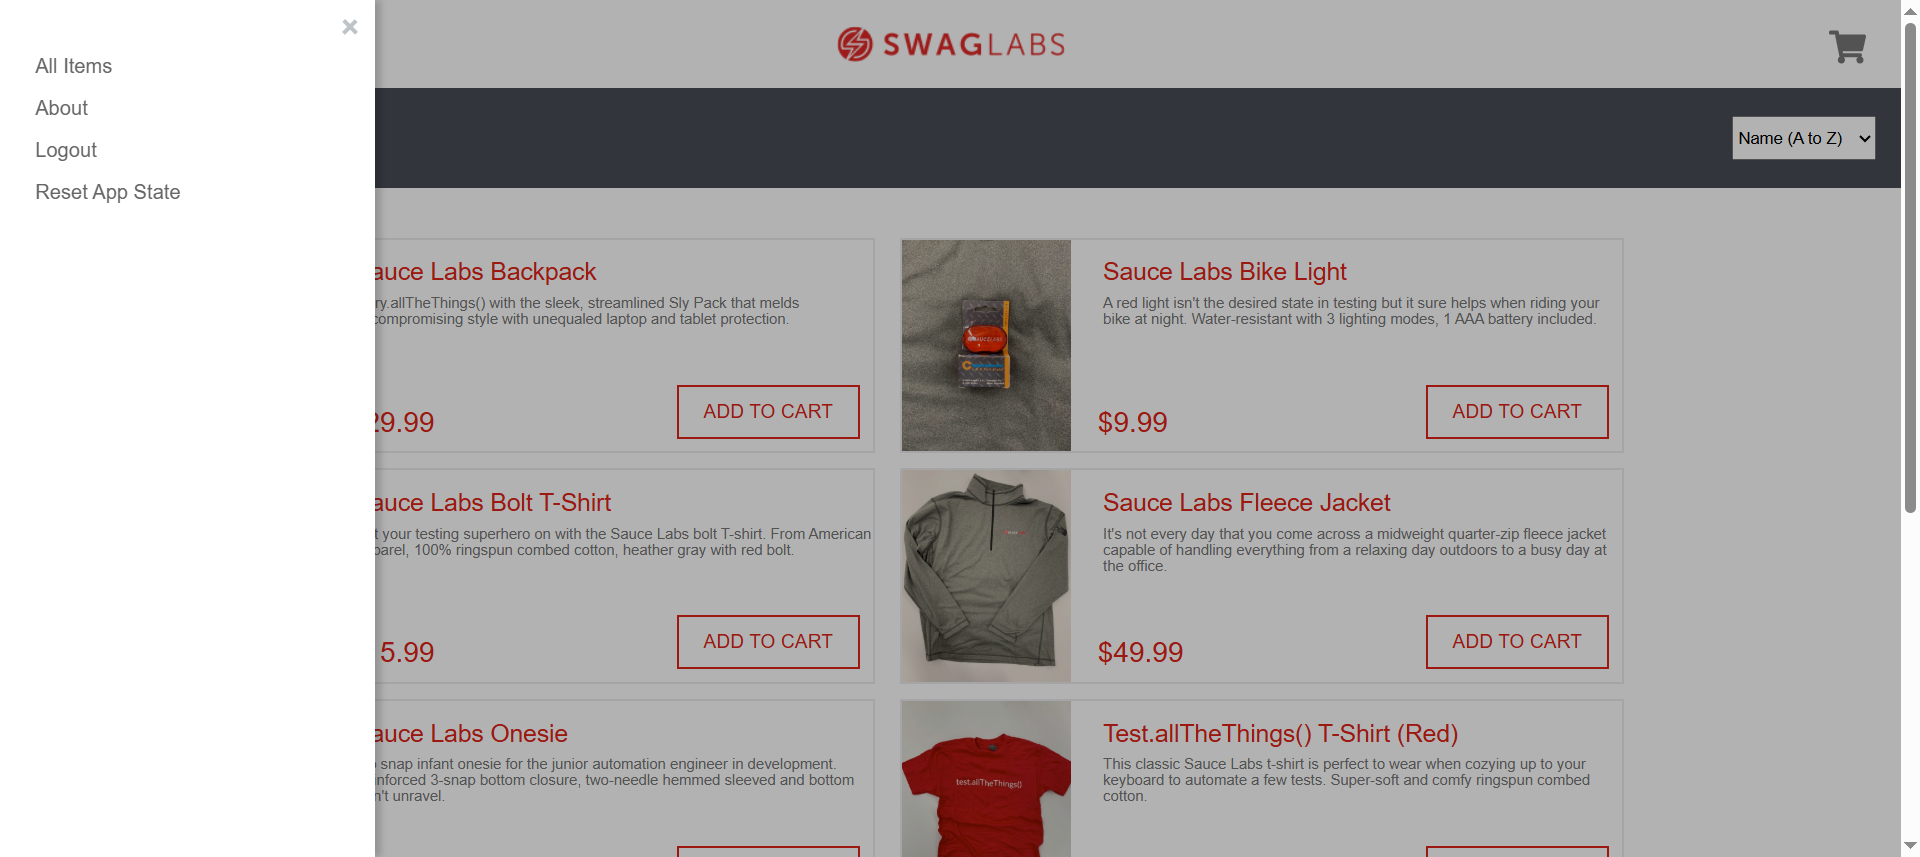 ×
All Items
About
Logout
Reset App State
SWAGLABS
Name (A to Z)
auce Labs Backpack
ry.allTheThings() with the sleek, streamlined Sly Pack that melds
compromising style with unequaled laptop and tablet protection.
29.99
ADD TO CART
Sauce Labs Bike Light
A red light isn't the desired state in testing but it sure helps when riding your
bike at night. Water-resistant with 3 lighting modes, 1 AAA battery included.
$9.99
ADD TO CART
auce Labs Bolt T-Shirt
t your testing superhero on with the Sauce Labs bolt T-shirt. From American
parel, 100% ringspun combed cotton, heather gray with red bolt.
5.99
ADD TO CART
Sauce Labs Fleece Jacket
It's not every day that you come across a midweight quarter-zip fleece jacket
capable of handling everything from a relaxing day outdoors to a busy day at
the office.
$49.99
ADD TO CART
auce Labs Onesie
snap infant onesie for the junior automation engineer in development.
inforced 3-snap bottom closure, two-needle hemmed sleeved and bottom
n't unravel.
test.allTheThings()
Test.allTheThings() T-Shirt (Red)
This classic Sauce Labs t-shirt is perfect to wear when cozying up to your
keyboard to automate a few tests. Super-soft and comfy ringspun combed
cotton.